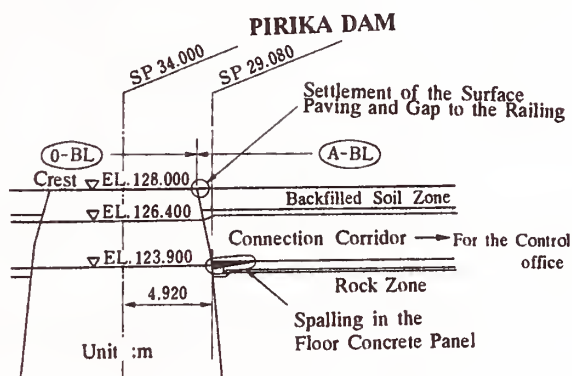 PIRIKA DAM
SP 34.000
SP 29.080
Settlement of the Surface
Paving and Gap to the Railing
0-BL
A-BL
Crest
EL. 128.000
Backfilled Soil Zone
EL. 126.400
Connection Corridor
For the Control
office
EL. 123.900
4.920
Rock Zone
Spalling in the
Floor Concrete Panel
Unit :m